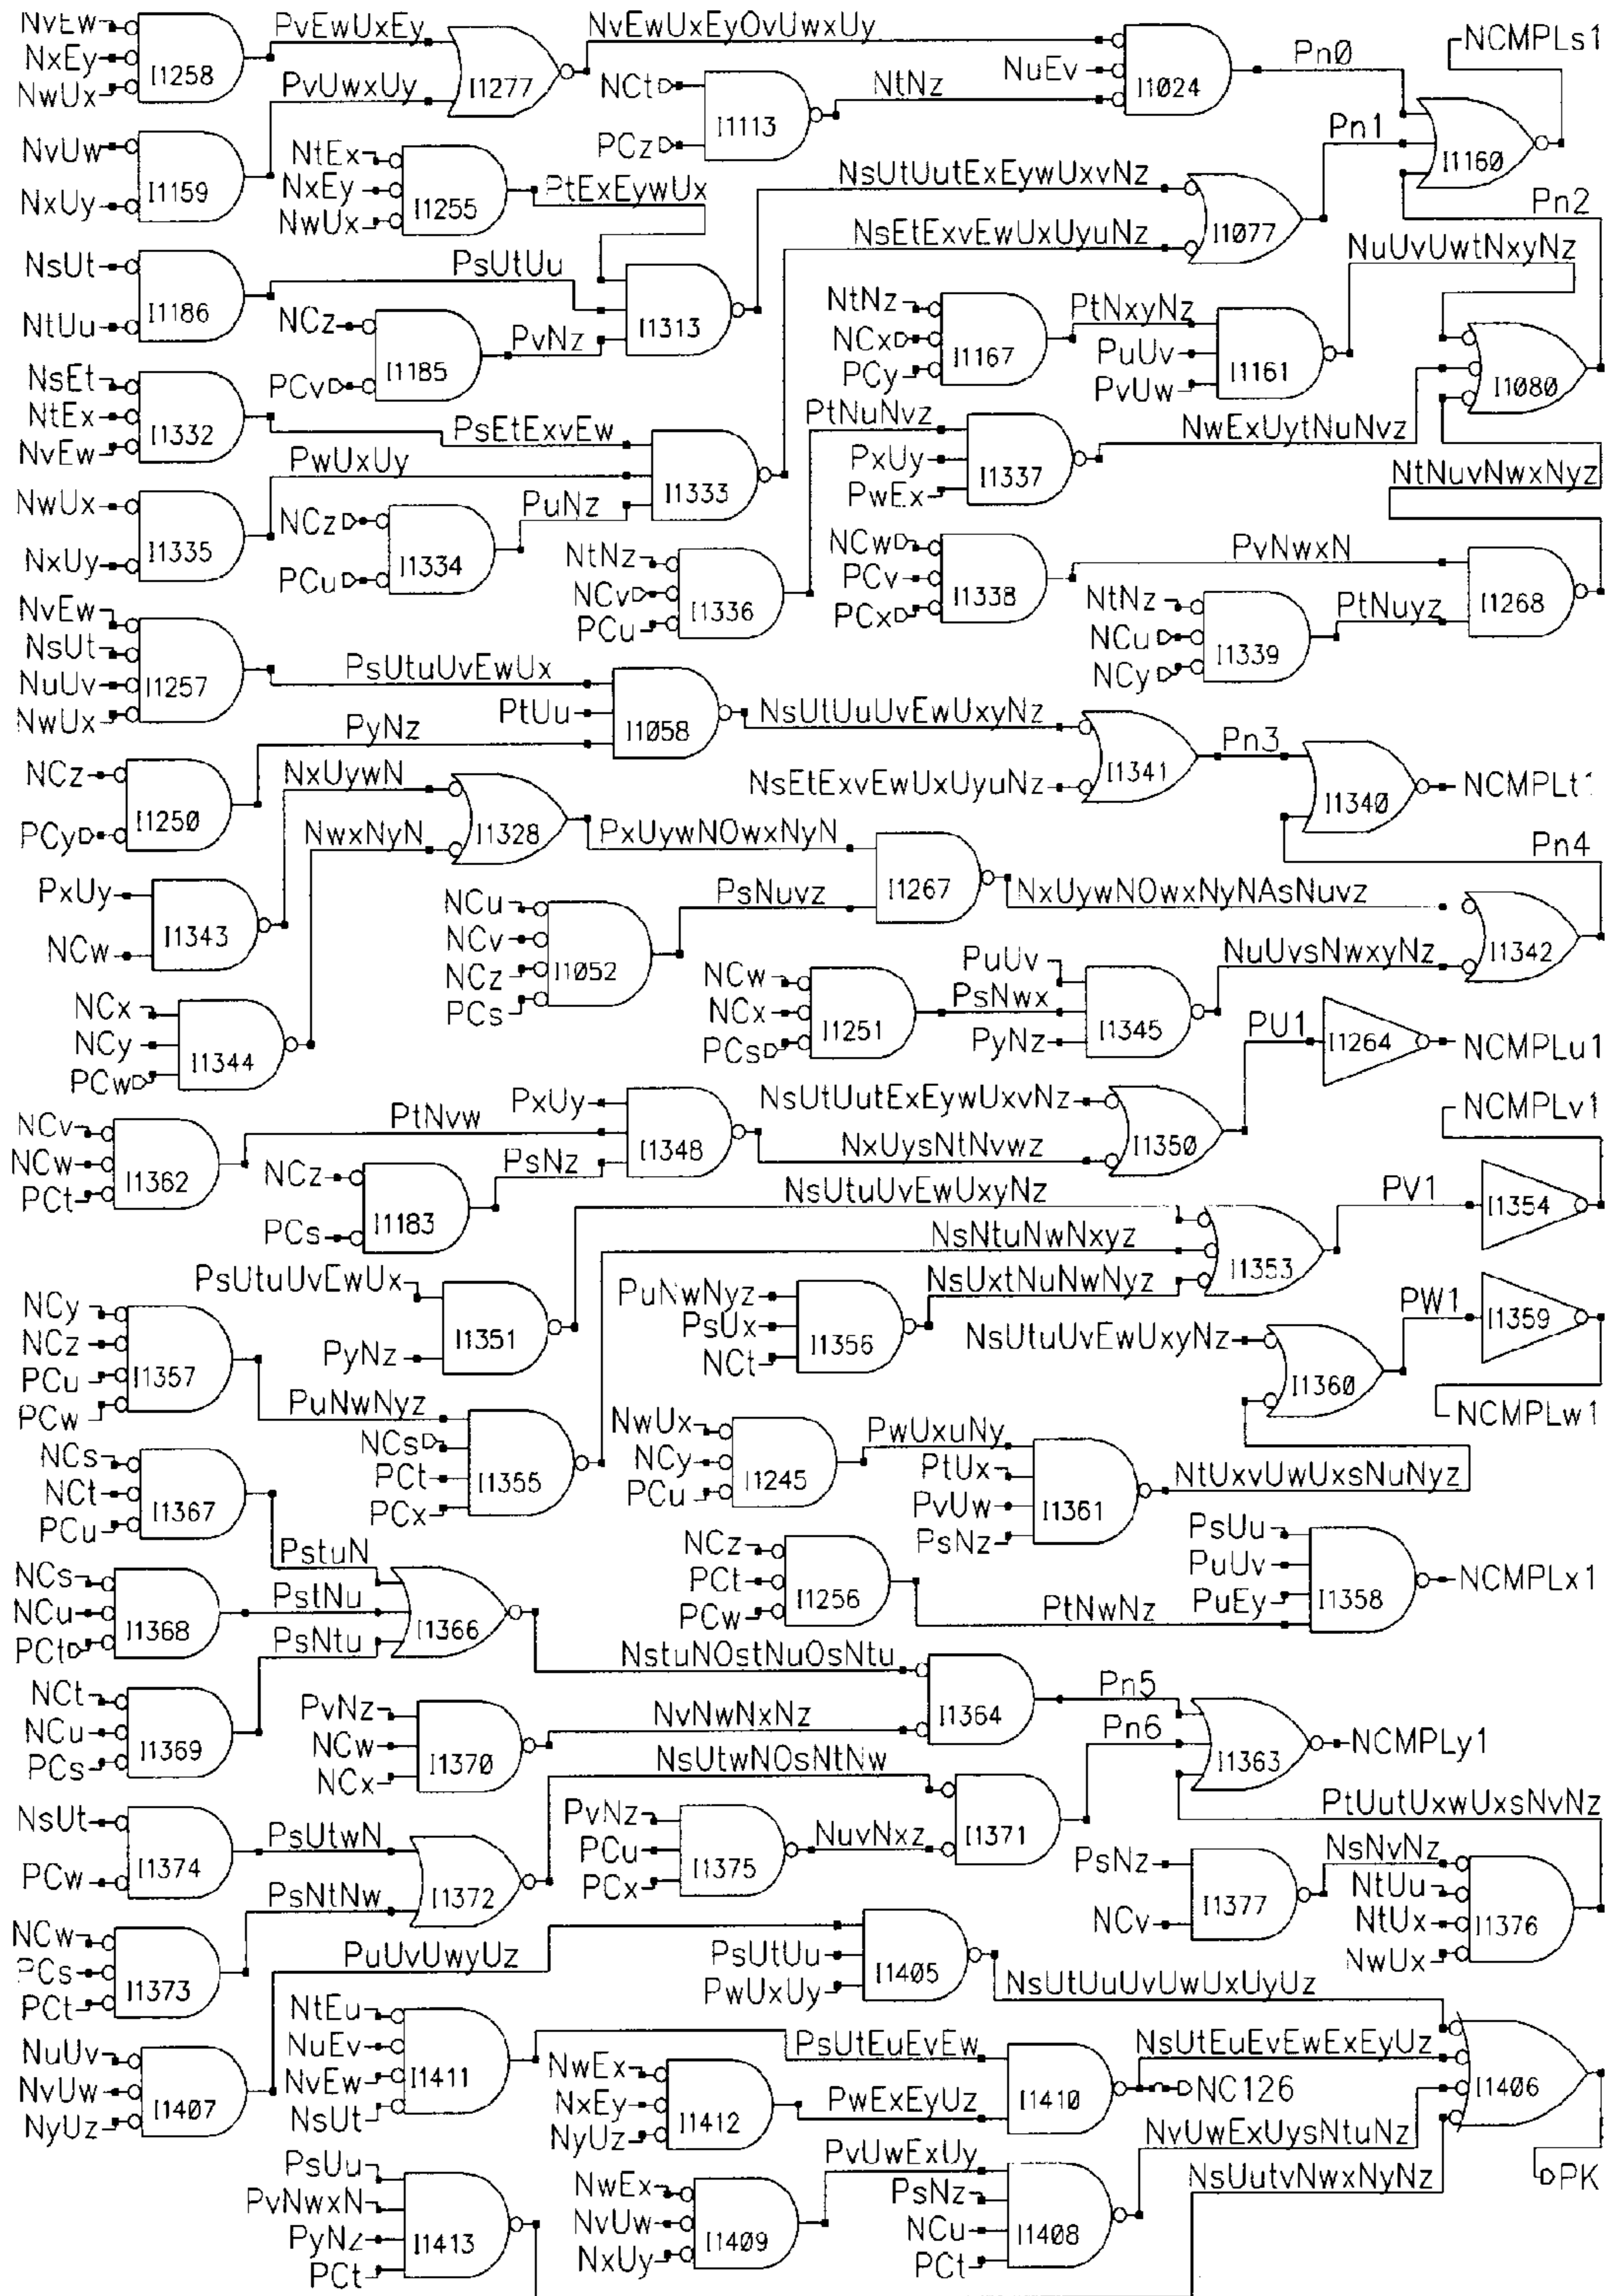 NvEw
NxEy
NwUx
I1258
PvEwUxEy
I1277
NvEwUxEyOvUwxUy
PvUwxUy
NCt
PCz
I1113
NtNz
NuEv
I1024
Pn0
NCMPLs1
NvUw
NxUy
I1159
NtEx
NxEy
NwUx
I1255
PtExEywUx
Pn1
I1160
Pn2
NsUtUutExEywUxvNz
NsEtExvEwUxUyuNz
I1077
NsUt
NtUu
I1186
PsUtUu
NCz
PCv
I1185
PvNz
I1313
NtNz
NCx
PCy
I1167
PtNxyNz
PuUv
PvUw
I1161
NuUvUwtNxyNz
I1080
NsEt
NtEx
NvEw
I1332
PsEtExvEw
PwUxUy
I1333
PtNuNvz
PxUy
PwEx
I1337
NwExUytNuNvz
NtNuvNwxNyz
NwUx
NxUy
I1335
NCz
PCu
I1334
PuNz
NtNz
NCv
PCu
I1336
NCw
PCv
PCx
I1338
PvNwxN
NtNz
NCu
NCy
I1339
PtNuyz
I1268
NvEw
NsUt
NuUv
NwUx
I1257
PsUtuUvEwUx
PtUu
PyNz
I1058
NsUtUuUvEwUxyNz
NsEtExvEwUxUyuNz
I1341
Pn3
I1340
NCMPLt1
Pn4
NCz
PCy
I1250
NxUywN
NwxNyN
I1328
PxUywNOwxNyN
I1267
NxUywNOwxNyNAsNuvz
I1342
PxUy
NCw
I1343
NCu
NCv
NCz
PCs
I1052
PsNuvz
NCw
NCx
PCs
I1251
PsNwx
PuUv
PyNz
I1345
NuUvsNwxyNz
NCx
NCy
PCw
I1344
PU1
I1264
NCMPLu1
NCv
NCw
PCt
I1362
PtNvw
PxUy
I1348
NCz
PCs
I1183
PsNz
NsUtUutExEywUxvNz
NxUysNtNvwz
I1350
NCMPLv1
NsUtuUvEwUxyNz
NsNtuNwNxyz
NsUxtNuNwNyz
I1353
PV1
I1354
PsUtuUvEwUx
PyNz
I1351
PuNwNyz
PsUx
NCt
I1356
NsUtuUvEwUxyNz
I1360
PW1
I1359
NCMPLw1
NCy
NCz
PCu
PCw
I1357
PuNwNyz
NCs
PCt
PCx
I1355
NwUx
NCy
PCu
I1245
PwUxuNy
PtUx
PvUw
PsNz
I1361
NtUxvUwUxsNuNyz
NCs
NCt
PCu
I1367
PstuN
NCs
NCu
PCt
I1368
PstNu
PsNtu
I1366
NCz
PCt
PCw
I1256
PtNwNz
PsUu
PuUv
PuEy
I1358
NCMPLx1
NCt
NCu
PCs
I1369
NstuNOstNuOsNtu
PvNz
NCw
NCx
I1370
NvNwNxNz
I1364
Pn5
Pn6
I1363
NCMPLy1
NsUtwNOsNtNw
NsUt
PCw
I1374
PsUtwN
PsNtNw
I1372
PvNz
PCu
PCx
I1375
NuvNxz
I1371
PtUutUxwUxsNvNz
PsNz
NCv
I1377
NsNvNz
NtUu
NtUx
NwUx
I1376
NCw
PCs
PCt
I1373
PuUvUwyUz
PsUtUu
PwUxUy
I1405
NsUtUuUvUwUxUyUz
NuUv
NvUw
NyUz
I1407
NtEu
NuEv
NvEw
NsUt
I1411
PsUtEuEvEw
NwEx
NxEy
NyUz
I1412
PwExEyUz
I1410
NsUtEuEvEwExEyUz
NC126
I1406
NvUwExUysNtuNz
NsUutvNwxNyNz
PK
PsUu
PvNwxN
PyNz
PCt
I1413
NwEx
NvUw
NxUy
I1409
PvUwExUy
PsNz
NCu
PCt
I1408